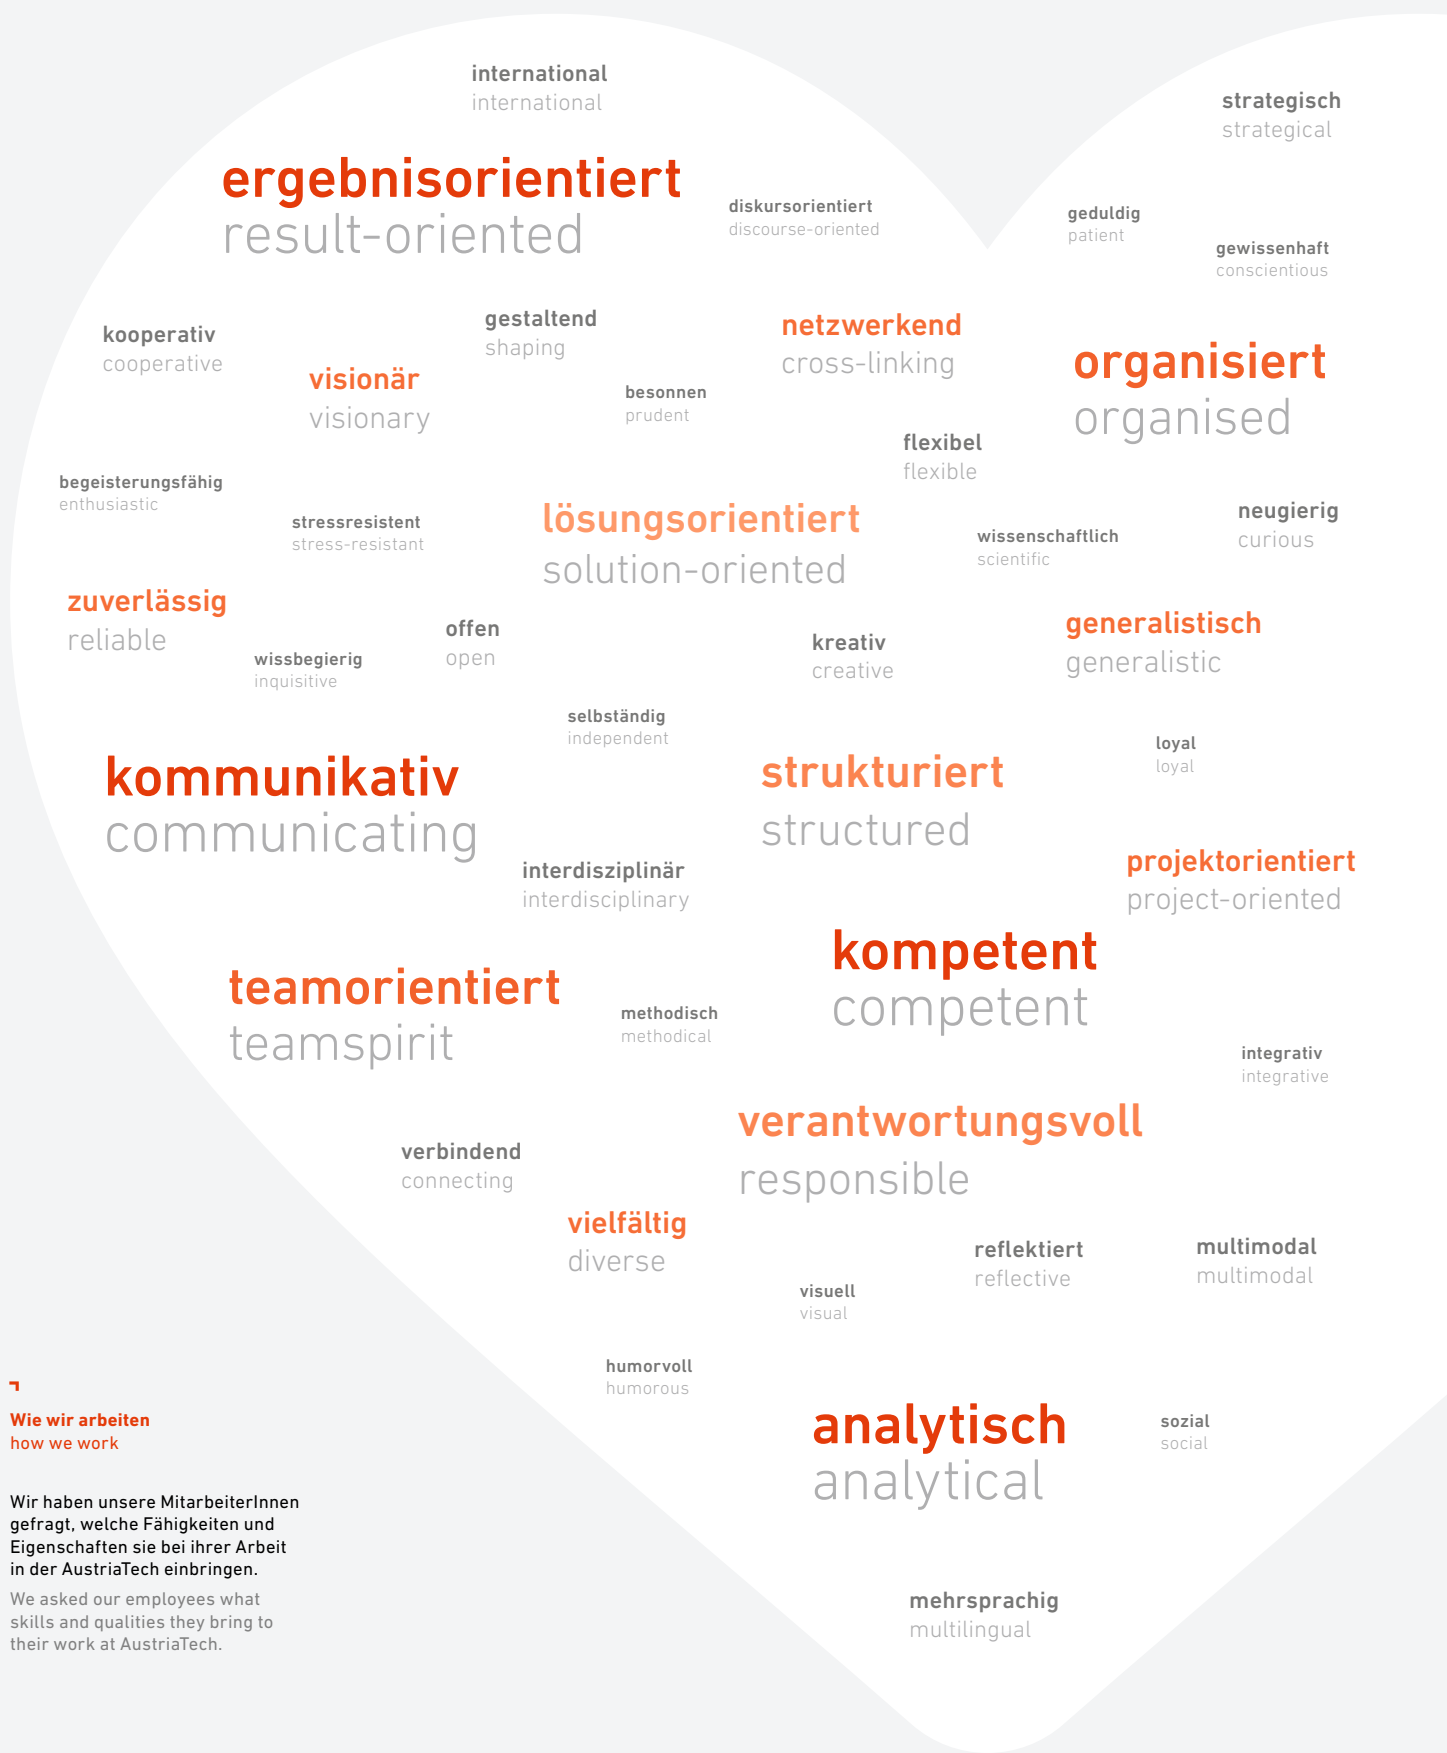 international
international
strategisch
strategical
ergebnisorientiert
result-oriented
diskursorientiert
discourse-oriented
geduldig
patient
gewissenhaft
conscientious
kooperativ
cooperative
gestaltend
shaping
netzwerkend
cross-linking
organisiert
organised
visionär
visionary
besonnen
prudent
flexibel
flexible
begeisterungsfähig
enthusiastic
stressresistent
stress-resistant
lösungsorientiert
solution-oriented
wissenschaftlich
scientific
neugierig
curious
zuverlässig
reliable
wissbegierig
inquisitive
offen
open
kreativ
creative
generalistisch
generalistic
selbständig
independent
kommunikativ
communicating
strukturiert
structured
loyal
loyal
interdisziplinär
interdisciplinary
projektorientiert
project-oriented
teamorientiert
teamspirit
methodisch
methodical
kompetent
competent
integrativ
integrative
verbindend
connecting
verantwortungsvoll
responsible
vielfältig
diverse
visuell
visual
reflektiert
reflective
multimodal
multimodal
humorvoll
humorous
analytisch
analytical
sozial
social
mehrsprachig
multilingual
Wie wir arbeiten
how we work
Wir haben unsere MitarbeiterInnen
gefragt, welche Fähigkeiten und
Eigenschaften sie bei ihrer Arbeit
in der AustriaTech einbringen.
We asked our employees what
skills and qualities they bring to
their work at AustriaTech.